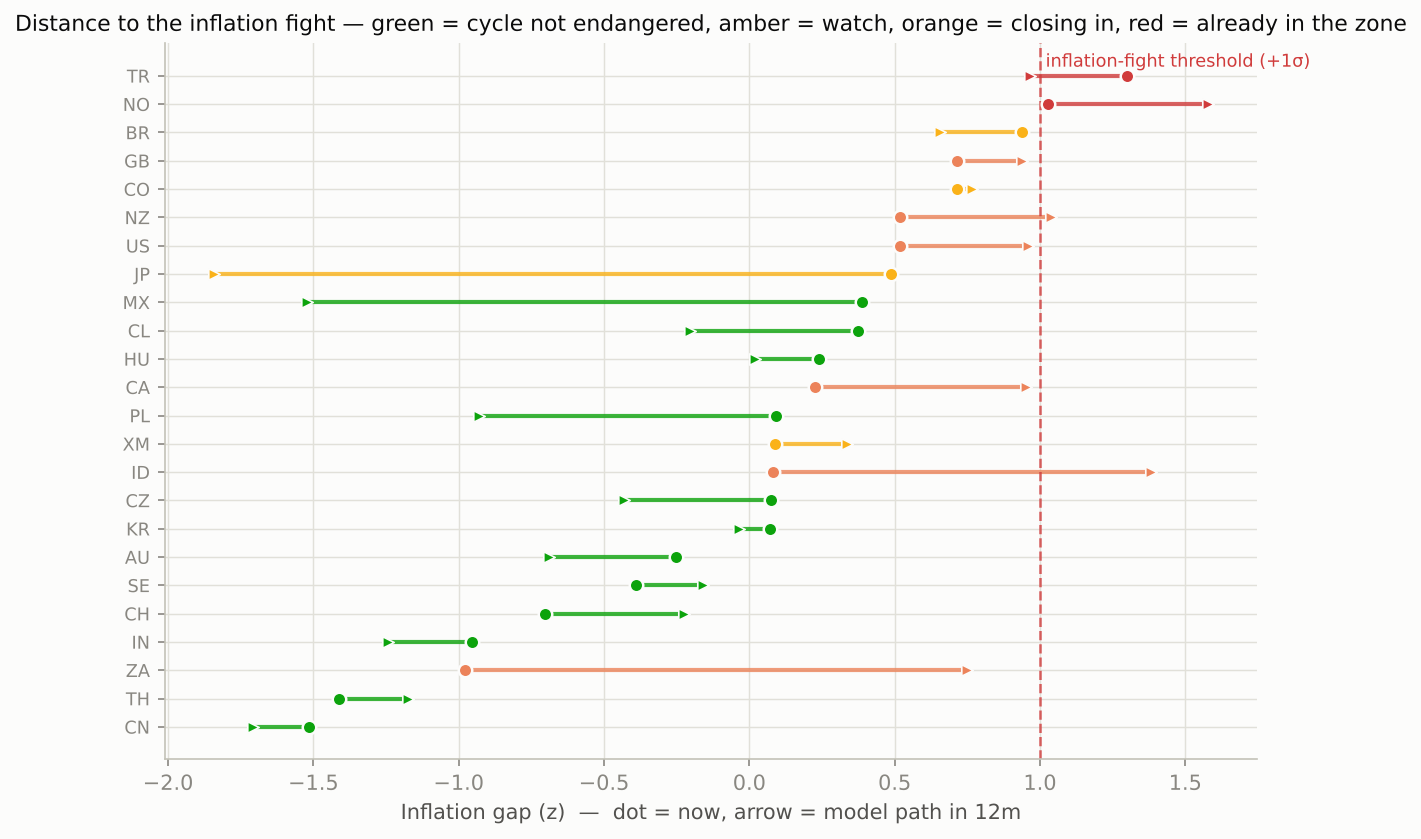 Distance to the inflation fight — green = cycle not endangered, amber = watch, orange = closing in, red = already in the zone
inflation-fight threshold (+1σ)
TR
NO
BR
GB
CO
NZ
US
JP
MX
CL
HU
CA
PL
XM
ID
CZ
KR
AU
SE
CH
IN
ZA
TH
CN
−2.0 −1.5 −1.0 −0.5 0.0 0.5 1.0 1.5
Inflation gap (z) — dot = now, arrow = model path in 12m